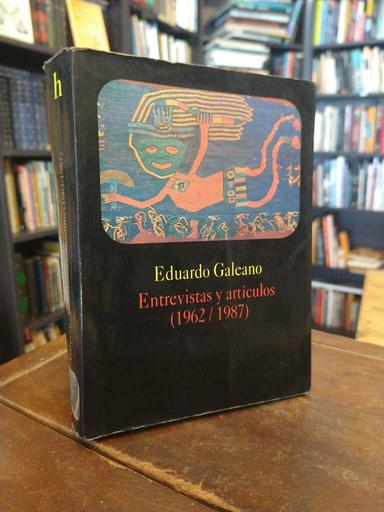 h
Eduardo Galeano
Entrevistas y artículos
(1962 / 1987)